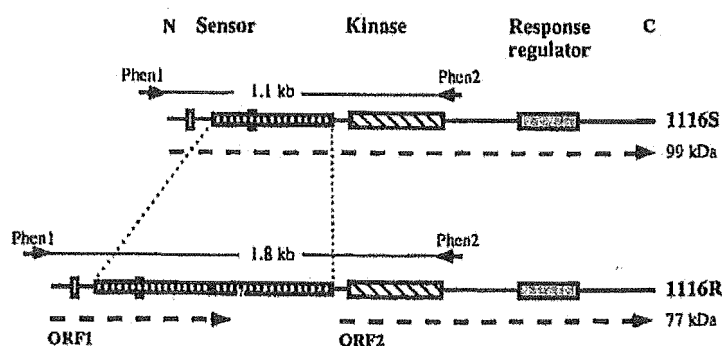 N Sensor Kinase Response regulator C
Phen1 1.1 kb Phen2
1116S
99 kDa
Phen1 1.8 kb Phen2
1116R
ORF1 ORF2 77 kDa